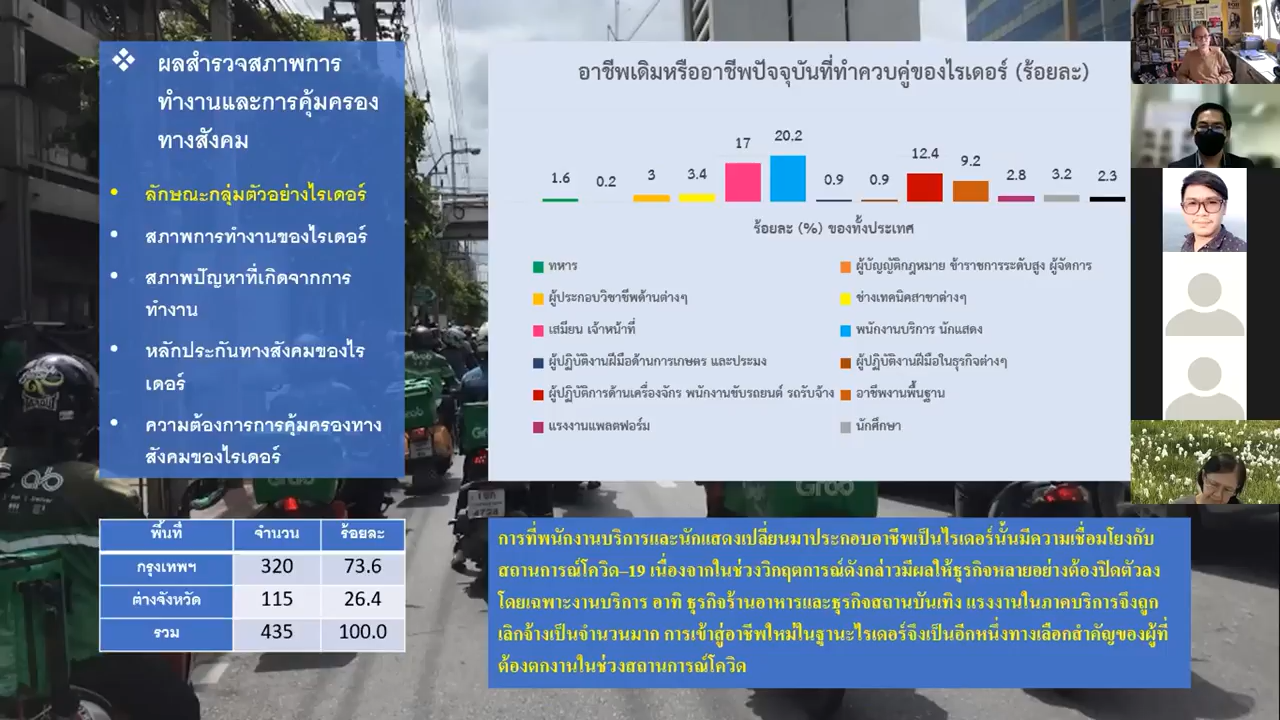 ❖ ผลสำรวจสภาพการ
ทำงานและการคุ้มครอง
ทางสังคม
• ลักษณะกลุ่มตัวอย่างไรเดอร์
• สภาพการทำงานของไรเดอร์
• สภาพปัญหาที่เกิดจากการ
ทำงาน
• หลักประกันทางสังคมของไร
เดอร์
• ความต้องการการคุ้มครองทาง
สังคมของไรเดอร์
อาชีพเดิมหรืออาชีพปัจจุบันที่ทำควบคู่ของไรเดอร์ (ร้อยละ)
1.6 0.2 3 3.4 17 20.2 0.9 0.9 12.4 9.2 2.8 3.2 2.3
ร้อยละ (%) ของทั้งประเทศ
ทหาร ผู้บัญญัติกฎหมาย ข้าราชการระดับสูง ผู้จัดการ
ผู้ประกอบวิชาชีพด้านต่างๆ ช่างเทคนิคสาขาต่างๆ
เสมียน เจ้าหน้าที่ พนักงานบริการ นักแสดง
ผู้ปฏิบัติงานฝีมือด้านการเกษตร และประมง ผู้ปฏิบัติงานฝีมือในธุรกิจต่างๆ
ผู้ปฏิบัติการด้านเครื่องจักร พนักงานขับรถยนต์ รถรับจ้าง อาชีพงานพื้นฐาน
แรงงานแพลตฟอร์ม นักศึกษา
พื้นที่ จำนวน ร้อยละ
กรุงเทพฯ 320 73.6
ต่างจังหวัด 115 26.4
รวม 435 100.0
การที่พนักงานบริการและนักแสดงเปลี่ยนมาประกอบอาชีพเป็นไรเดอร์นั้นมีความเชื่อมโยงกับ
สถานการณ์โควิด–19 เนื่องจากในช่วงวิกฤตการณ์ดังกล่าวมีผลให้ธุรกิจหลายอย่างต้องปิดตัวลง
โดยเฉพาะงานบริการ อาทิ ธุรกิจร้านอาหารและธุรกิจสถานบันเทิง แรงงานในภาคบริการจึงถูก
เลิกจ้างเป็นจำนวนมาก การเข้าสู่อาชีพใหม่ในฐานะไรเดอร์จึงเป็นอีกหนึ่งทางเลือกสำคัญของผู้ที่
ต้องตกงานในช่วงสถานการณ์โควิด
Grab
Grab